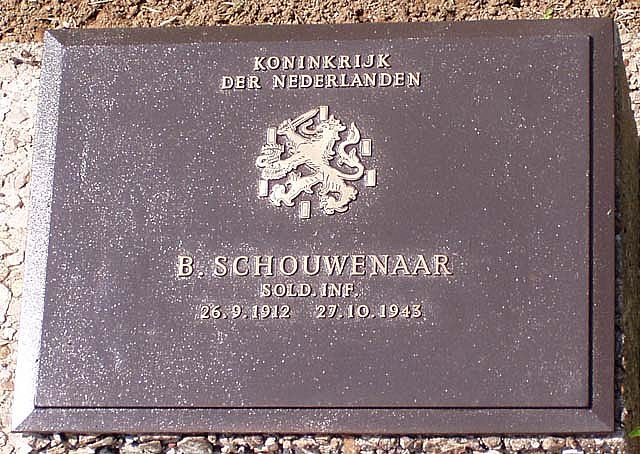 KONINKRIJK
DER NEDERLANDEN
B. SCHOUWENAAR
SOLD. INF.
26.9.1912 27.10.1943